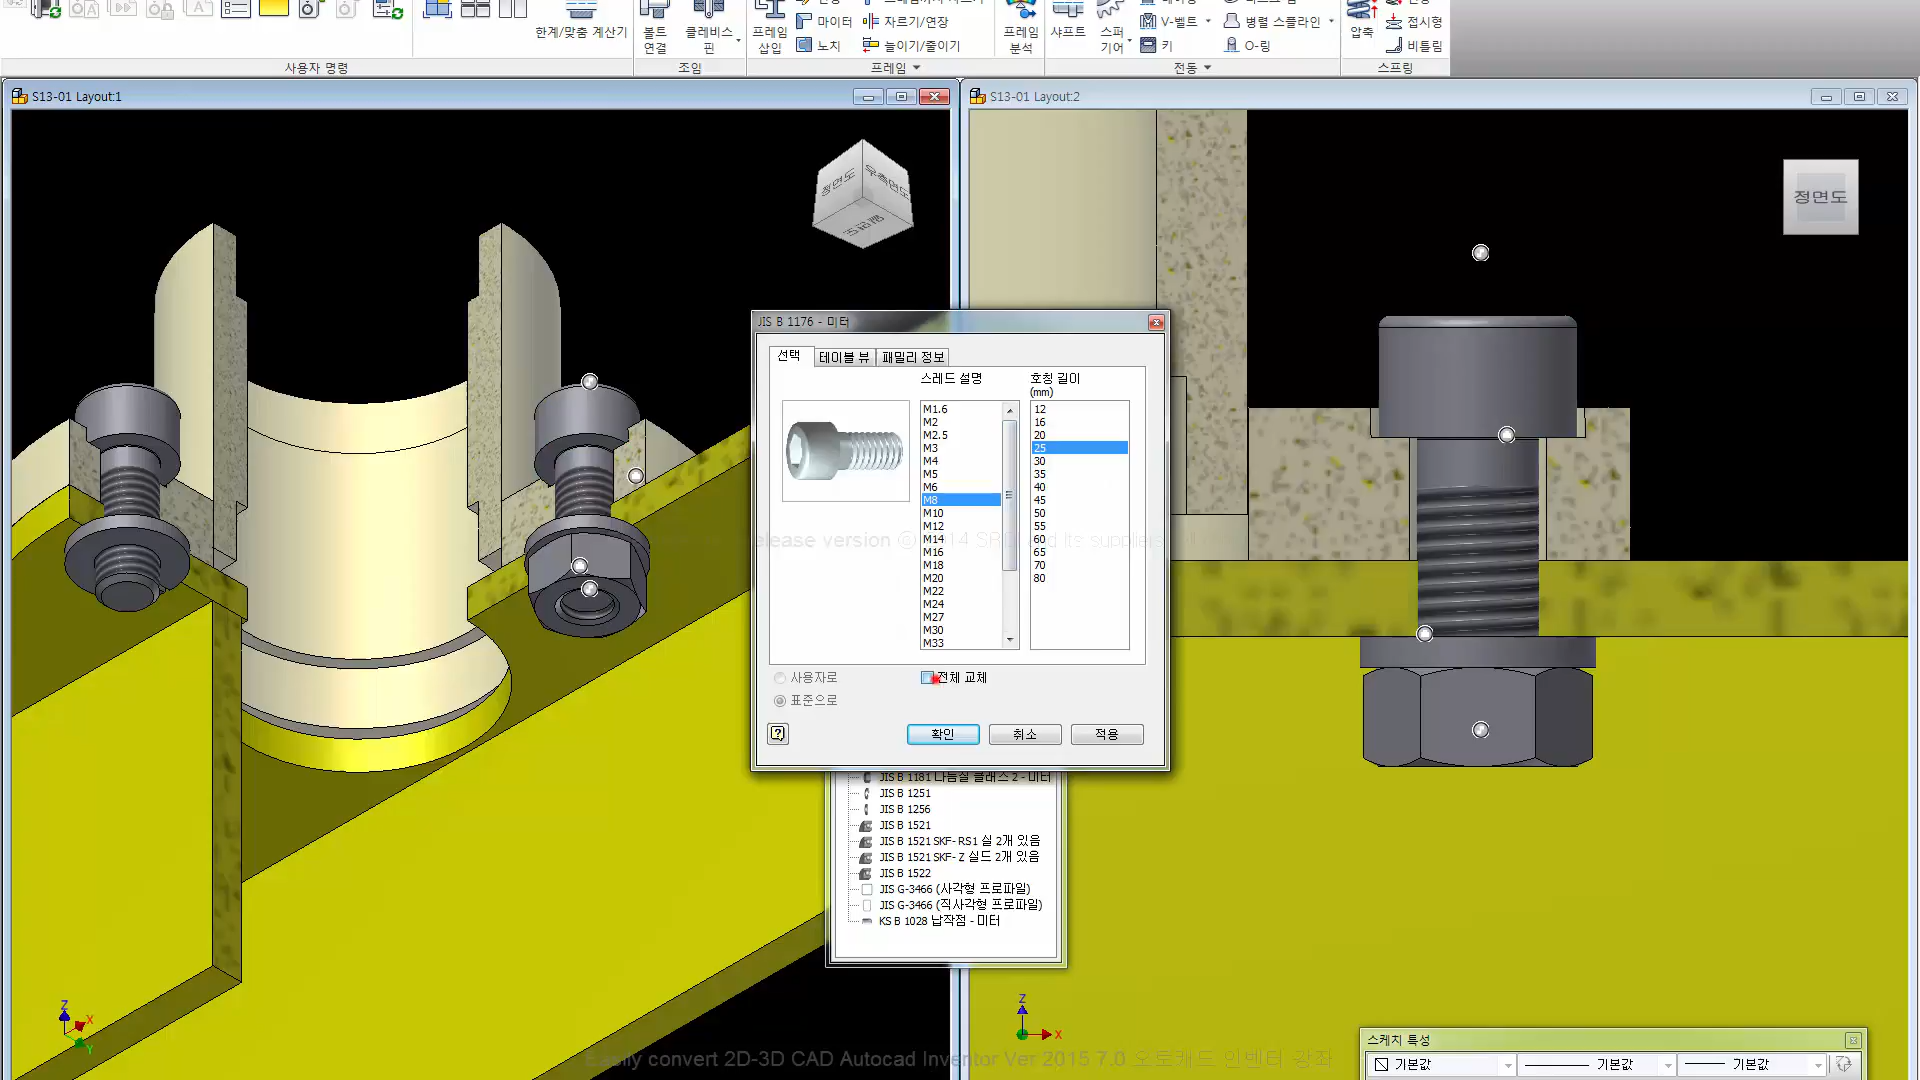 한계/맞춤 계산기
볼트
연결
클레비스
핀
프레임
삽입
마이터
노치
자르기/연장
늘이기/줄이기
프레임
분석
샤프트
스퍼
기어
V-벨트
키
병렬 스플라인
O-링
압축
접시형
비틀림
사용자 명령
조임
프레임
전동
스프링
S13-01 Layout:1
S13-01 Layout:2
정면도
우측면도
정면도
JIS B 1176 - 미터
선택
테이블 뷰
패밀리 정보
스레드 설명
호칭 길이
(mm)
M1.6
M2
M2.5
M3
M4
M5
M6
M8
M10
M12
M14
M16
M18
M20
M22
M24
M27
M30
M33
12
16
20
25
30
35
40
45
50
55
60
65
70
80
사용자로
표준으로
전체 교체
확인
취소
적용
JIS B 1181 나듬질 클래스 2 - 미터
JIS B 1251
JIS B 1256
JIS B 1521
JIS B 1521 SKF-RS1 실 2개 있음
JIS B 1521 SKF-Z 실드 2개 있음
JIS B 1522
JIS G-3466 (사각형 프로파일)
JIS G-3466 (직사각형 프로파일)
KS B 1028 납작점 - 미터
Z
X
Y
Z
X
스케치 특성
기본값
기본값
기본값
Easily convert 2D-3D CAD Autocad Inventor Ver 2015 7.0 오토캐드 인벤터 강좌